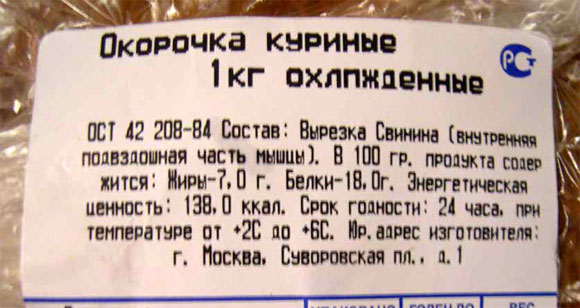 Окорочка куриные
1кг охлпжденные
РСТ
ОСТ 42 208-84 Состав: Вырезка Свинина (внутренняя
подвздошная часть мышцы). В 100 гр. продукта содер
жится: Жиры-7,0 г. Белки-18,0г. Энергетическая
ценность: 138,0 ккал. Срок годности: 24 часа, при
температуре от +2С до +6С. Юр.адрес изготовителя:
г. Москва, Суворовская пл., д.1